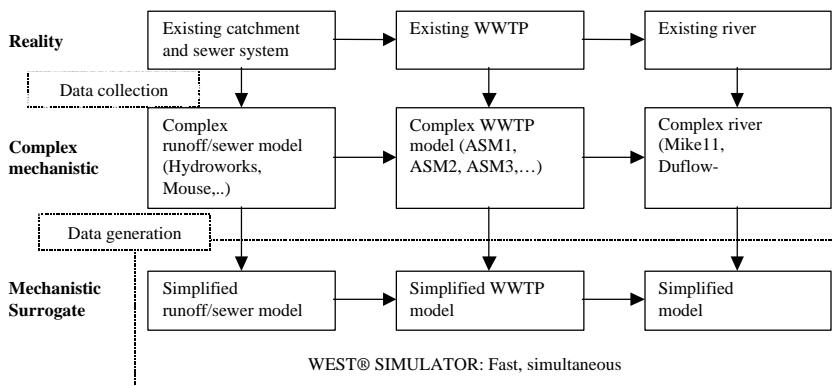 Reality
Existing catchment
and sewer system
Existing WWTP
Existing river
Data collection
Complex
mechanistic
Complex
runoff/sewer model
(Hydroworks,
Mouse,..)
Complex WWTP
model (ASM1,
ASM2, ASM3,…)
Complex river
(Mike11,
Duflow-
Data generation
Mechanistic
Surrogate
Simplified
runoff/sewer model
Simplified WWTP
model
Simplified
model
WEST® SIMULATOR: Fast, simultaneous